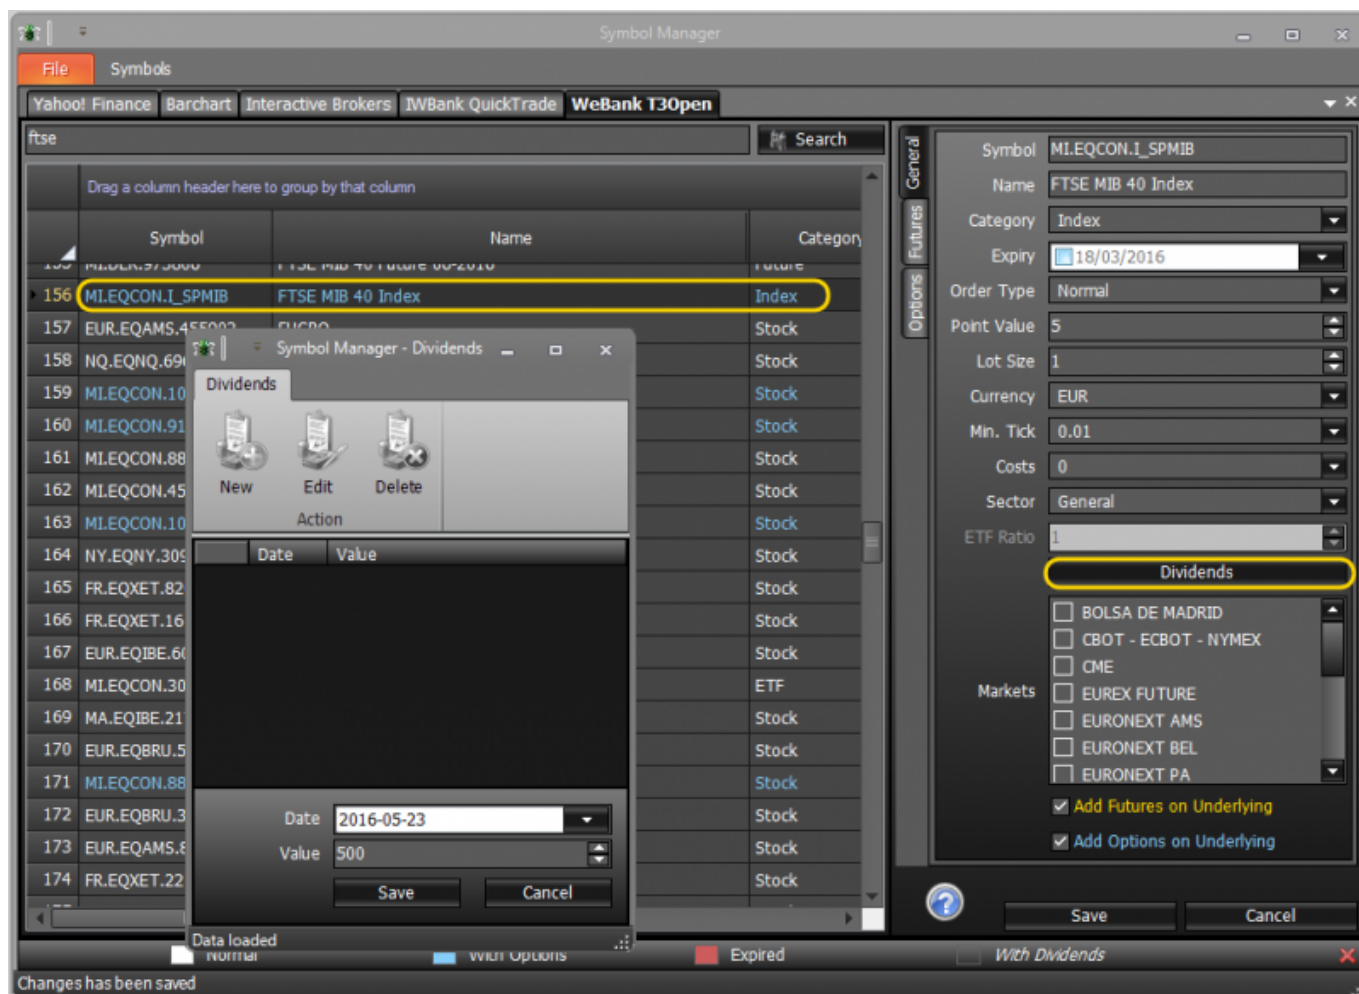 Symbol Manager
File Symbols
Yahoo! Finance Barchart Interactive Brokers IWBank QuickTrade WeBank T3Open
ftse Search
Drag a column header here to group by that column
Symbol Name Category
156 MI.EQCON.I_SPMIB FTSE MIB 40 Index Index
157 EUR.EQAMS.455002 Stock
158 NQ.EQNQ.69 Stock
159 MI.EQCON.10 Stock
160 MI.EQCON.91 Stock
161 MI.EQCON.88 Stock
162 MI.EQCON.45 Stock
163 MI.EQCON.10 Stock
164 NY.EQNY.309 Stock
165 FR.EQXET.82 Stock
166 FR.EQXET.16 Stock
167 EUR.EQIBE.60 Stock
168 MI.EQCON.30 ETF
169 MA.EQIBE.21 Stock
170 EUR.EQBRU.5 Stock
171 MI.EQCON.88 Stock
172 EUR.EQBRU.3 Stock
173 EUR.EQAMS.8 Stock
174 FR.EQXET.22 Stock
Symbol Manager - Dividends
Dividends
New Edit Delete
Action
Date Value
Date 2016-05-23
Value 500
Save Cancel
Data loaded
General
Futures
Options
Symbol MI.EQCON.I_SPMIB
Name FTSE MIB 40 Index
Category Index
Expiry 18/03/2016
Order Type Normal
Point Value 5
Lot Size 1
Currency EUR
Min. Tick 0.01
Costs 0
Sector General
ETF Ratio 1
Dividends
Markets
BOLSA DE MADRID
CBOT - ECBOT - NYMEX
CME
EUREX FUTURE
EURONEXT AMS
EURONEXT BEL
EURONEXT PA
Add Futures on Underlying
Add Options on Underlying
Save Cancel
Normal With Options Expired With Dividends
Changes has been saved